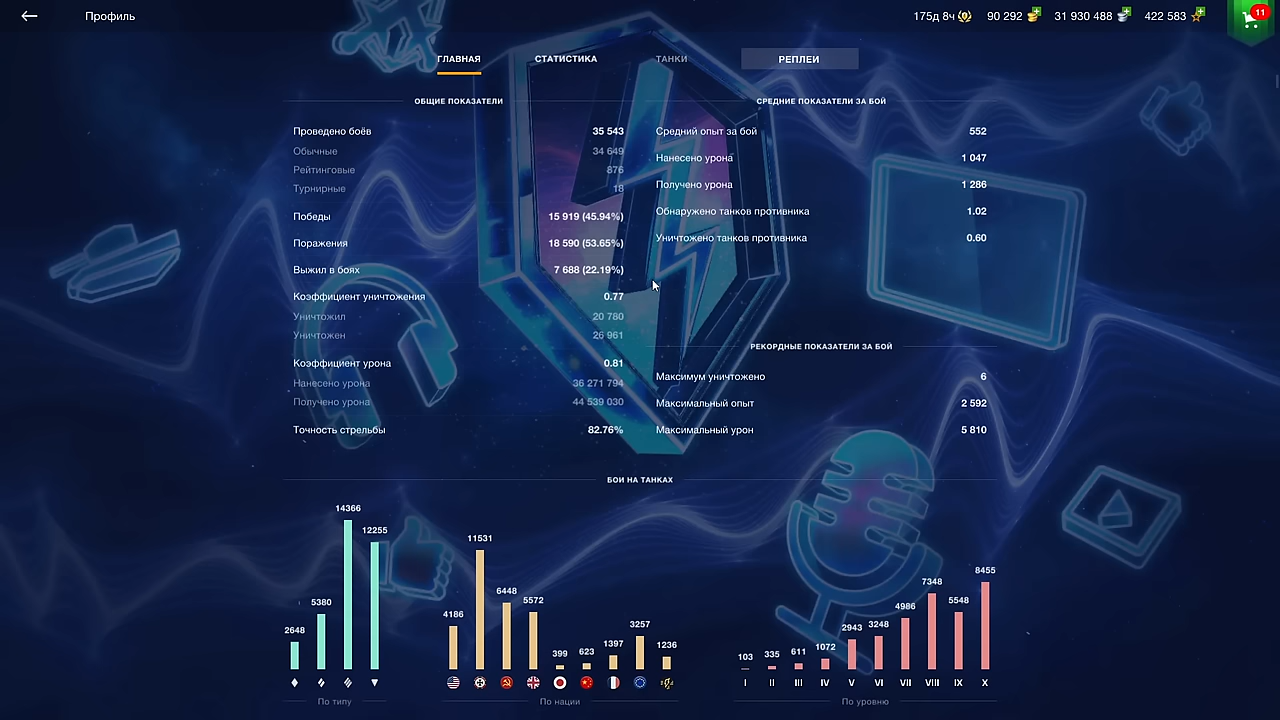 Профиль
175д 8ч 30 292 31 930 488 422 583 11
ГЛАВНАЯ СТАТИСТИКА ТАНКИ РЕПЛЕИ
ОБЩИЕ ПОКАЗАТЕЛИ
Проведено боёв 35 543
Обычные 34 649
Рейтинговые 876
Турнирные 18
Победы 15 919 (45.94%)
Поражения 18 590 (53.65%)
Выжил в боях 7 688 (22.19%)
Коэффициент уничтожения 0.77
Уничтожил 20 780
Уничтожен 26 961
Коэффициент урона 0.81
Нанесено урона 36 271 794
Получено урона 44 539 030
Точность стрельбы 82.76%
СРЕДНИЕ ПОКАЗАТЕЛИ ЗА БОЙ
Средний опыт за бой 552
Нанесено урона 1 047
Получено урона 1 286
Обнаружено танков противника 1.02
Уничтожено танков противника 0.60
РЕКОРДНЫЕ ПОКАЗАТЕЛИ ЗА БОЙ
Максимум уничтожено 6
Максимальный опыт 2 592
Максимальный урон 5 810
БОИ НА ТАНКАХ
2648 5380 14366 12255
По типу
4186 11531 6448 5572 399 623 1397 3257 1236
По нации
103 335 611 1072 2943 3248 4986 7348 5548 8455
I II III IV V VI VII VIII IX X
По уровню